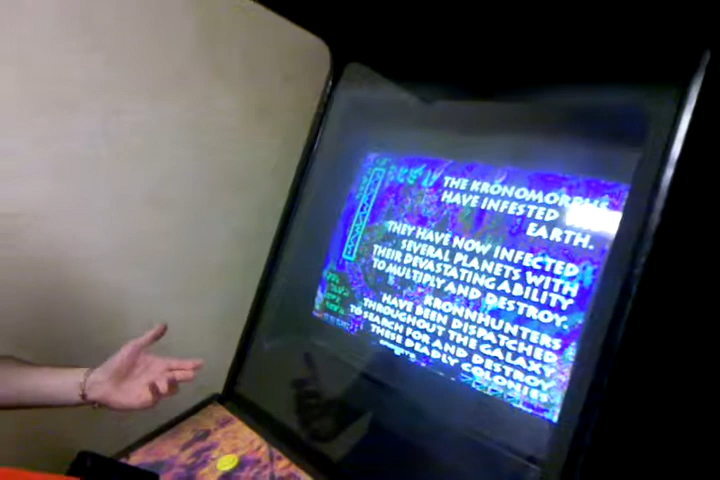 THE KRONOMORPHS
HAVE INFESTED
EARTH.
THEY HAVE NOW INFECTED
SEVERAL PLANETS WITH
THEIR DEVASTATING ABILITY
TO MULTIPLY AND DESTROY.
KRONNHUNTERS
HAVE BEEN DISPATCHED
THROUGHOUT THE GALAXY
TO SEARCH FOR AND DESTROY
THESE DEADLY COLONIES